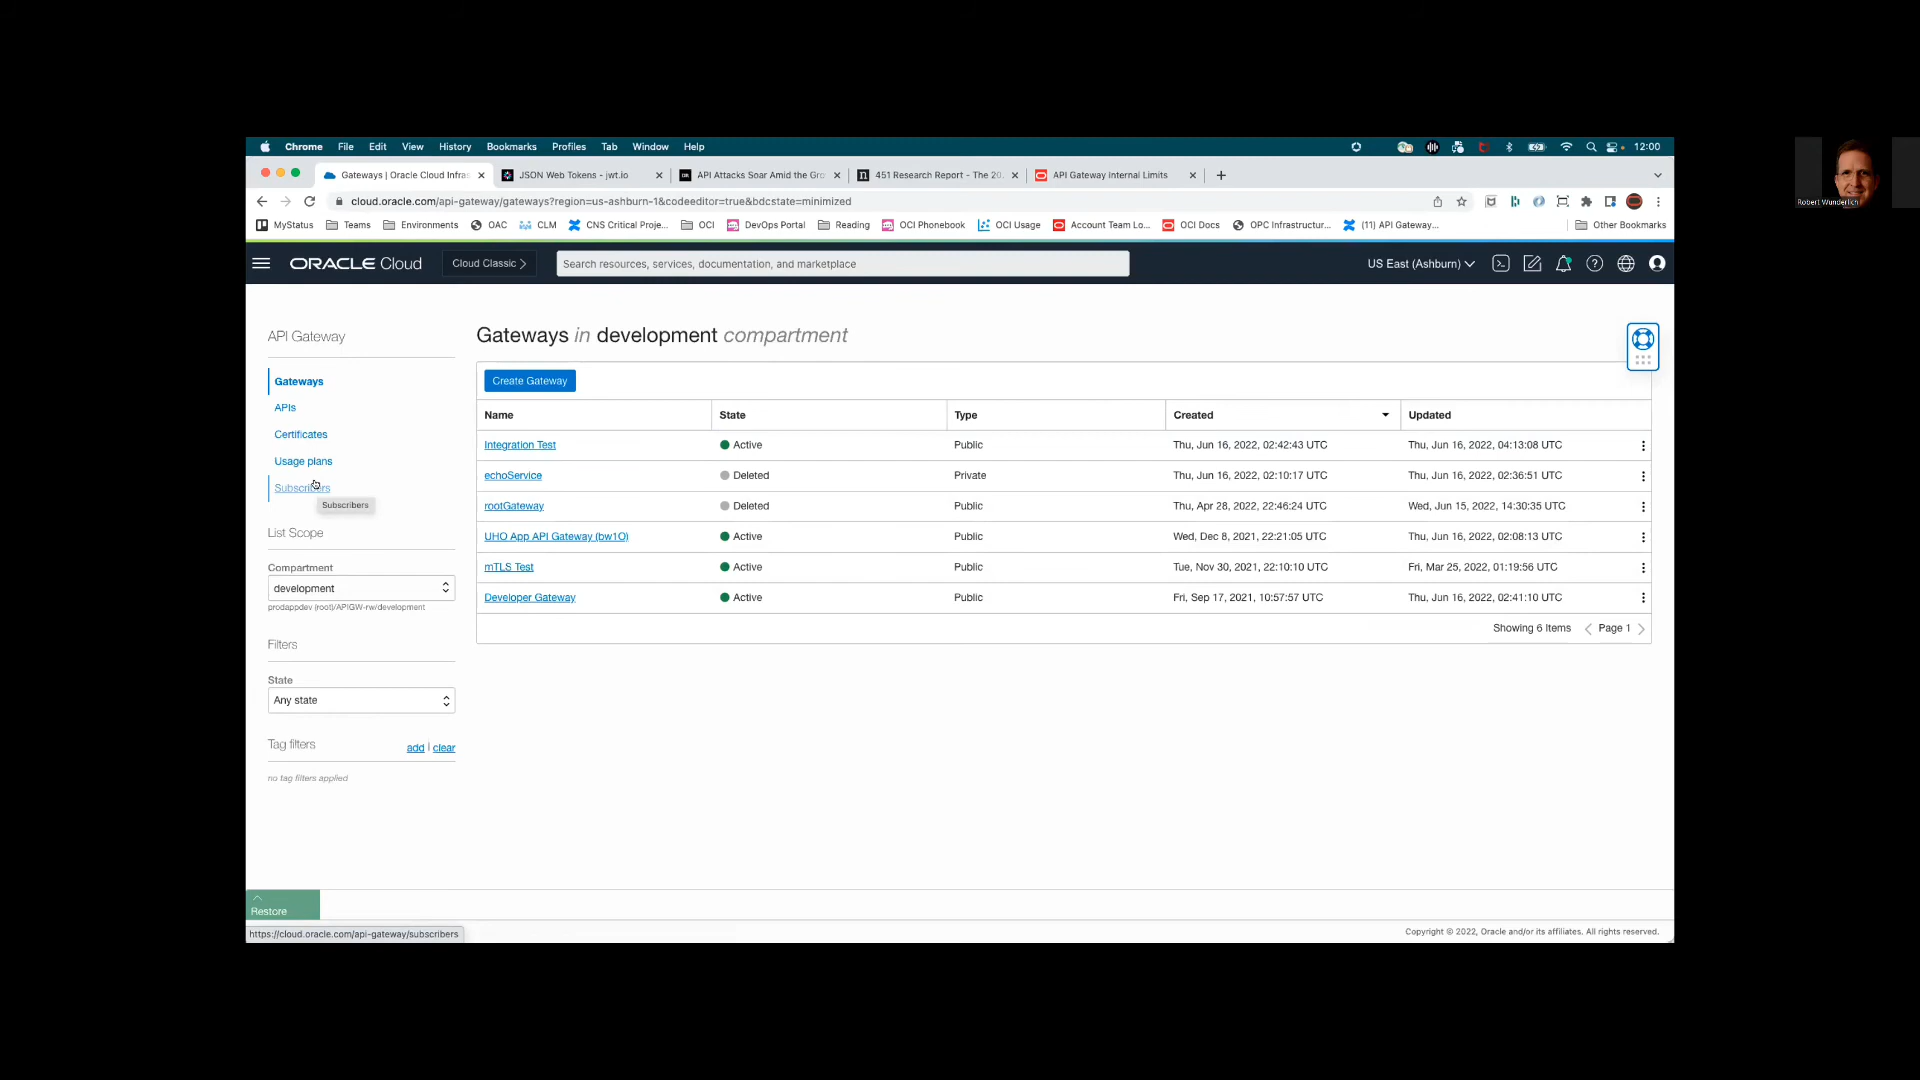 Chrome File Edit View History Bookmarks Profiles Tab Window Help 12:00
Gateways | Oracle Cloud Infras JSON Web Tokens - jwt.io API Attacks Soar Amid the Gro 451 Research Report - The 20 API Gateway Internal Limits
cloud.oracle.com/api-gateway/gateways?region=us-ashburn-1&codeeditor=true&bdcstate=minimized
MyStatus Teams Environments OAC CLM CNS Critical Proje... OCI DevOps Portal Reading OCI Phonebook OCI Usage Account Team Lo... OCI Docs OPC Infrastructur... (11) API Gateway... Other Bookmarks
ORACLE Cloud Cloud Classic > Search resources, services, documentation, and marketplace US East (Ashburn)
Robert Wunderlich
API Gateway
Gateways
APIs
Certificates
Usage plans
Subscribers
Subscribers
List Scope
Compartment
development
prodappdev (root)/APIGW-rw/development
Filters
State
Any state
Tag filters add | clear
no tag filters applied
Gateways in development compartment
Create Gateway
Name State Type Created Updated
Integration Test Active Public Thu, Jun 16, 2022, 02:42:43 UTC Thu, Jun 16, 2022, 04:13:08 UTC
echoService Deleted Private Thu, Jun 16, 2022, 02:10:17 UTC Thu, Jun 16, 2022, 02:36:51 UTC
rootGateway Deleted Public Thu, Apr 28, 2022, 22:46:24 UTC Wed, Jun 15, 2022, 14:30:35 UTC
UHO App API Gateway (bw1O) Active Public Wed, Dec 8, 2021, 22:21:05 UTC Thu, Jun 16, 2022, 02:08:13 UTC
mTLS Test Active Public Tue, Nov 30, 2021, 22:10:10 UTC Fri, Mar 25, 2022, 01:19:56 UTC
Developer Gateway Active Public Fri, Sep 17, 2021, 10:57:57 UTC Thu, Jun 16, 2022, 02:41:10 UTC
Showing 6 Items < Page 1 >
Restore
https://cloud.oracle.com/api-gateway/subscribers
Copyright © 2022, Oracle and/or its affiliates. All rights reserved.